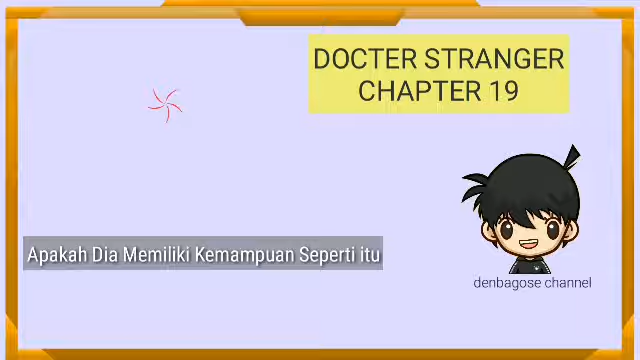 DOCTER STRANGER
CHAPTER 19
Apakah Dia Memiliki Kemampuan Seperti itu
denbagose channel